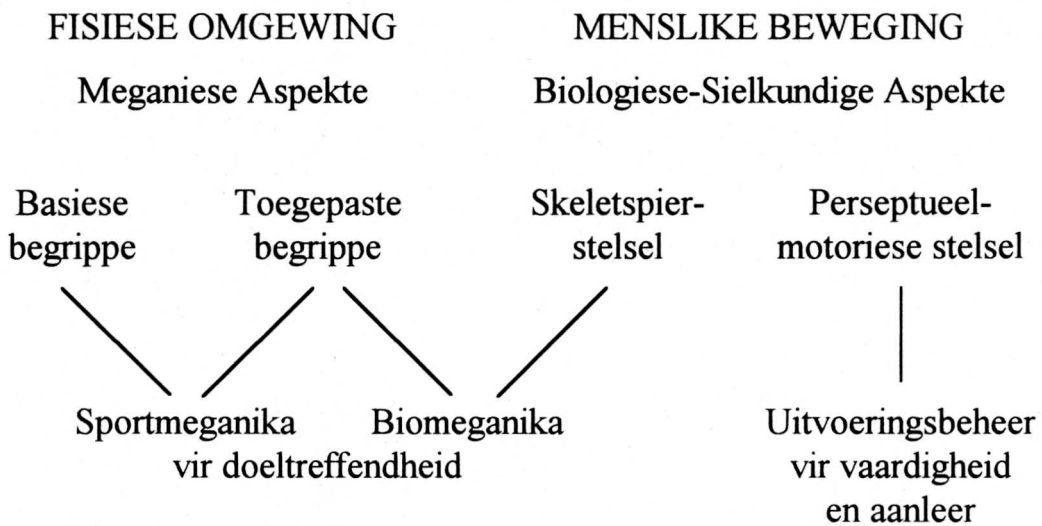 FISIESE OMGEWING MENSLIKE BEWEGING
Meganiese Aspekte Biologiese-Sielkundige Aspekte
Basiese Toegepaste Skeletspier- Perseptueel-
begrippe begrippe stelsel motoriese stelsel
Sportmeganika Biomeganika Uitvoeringsbeheer
vir doeltreffendheid vir vaardigheid
en aanleer